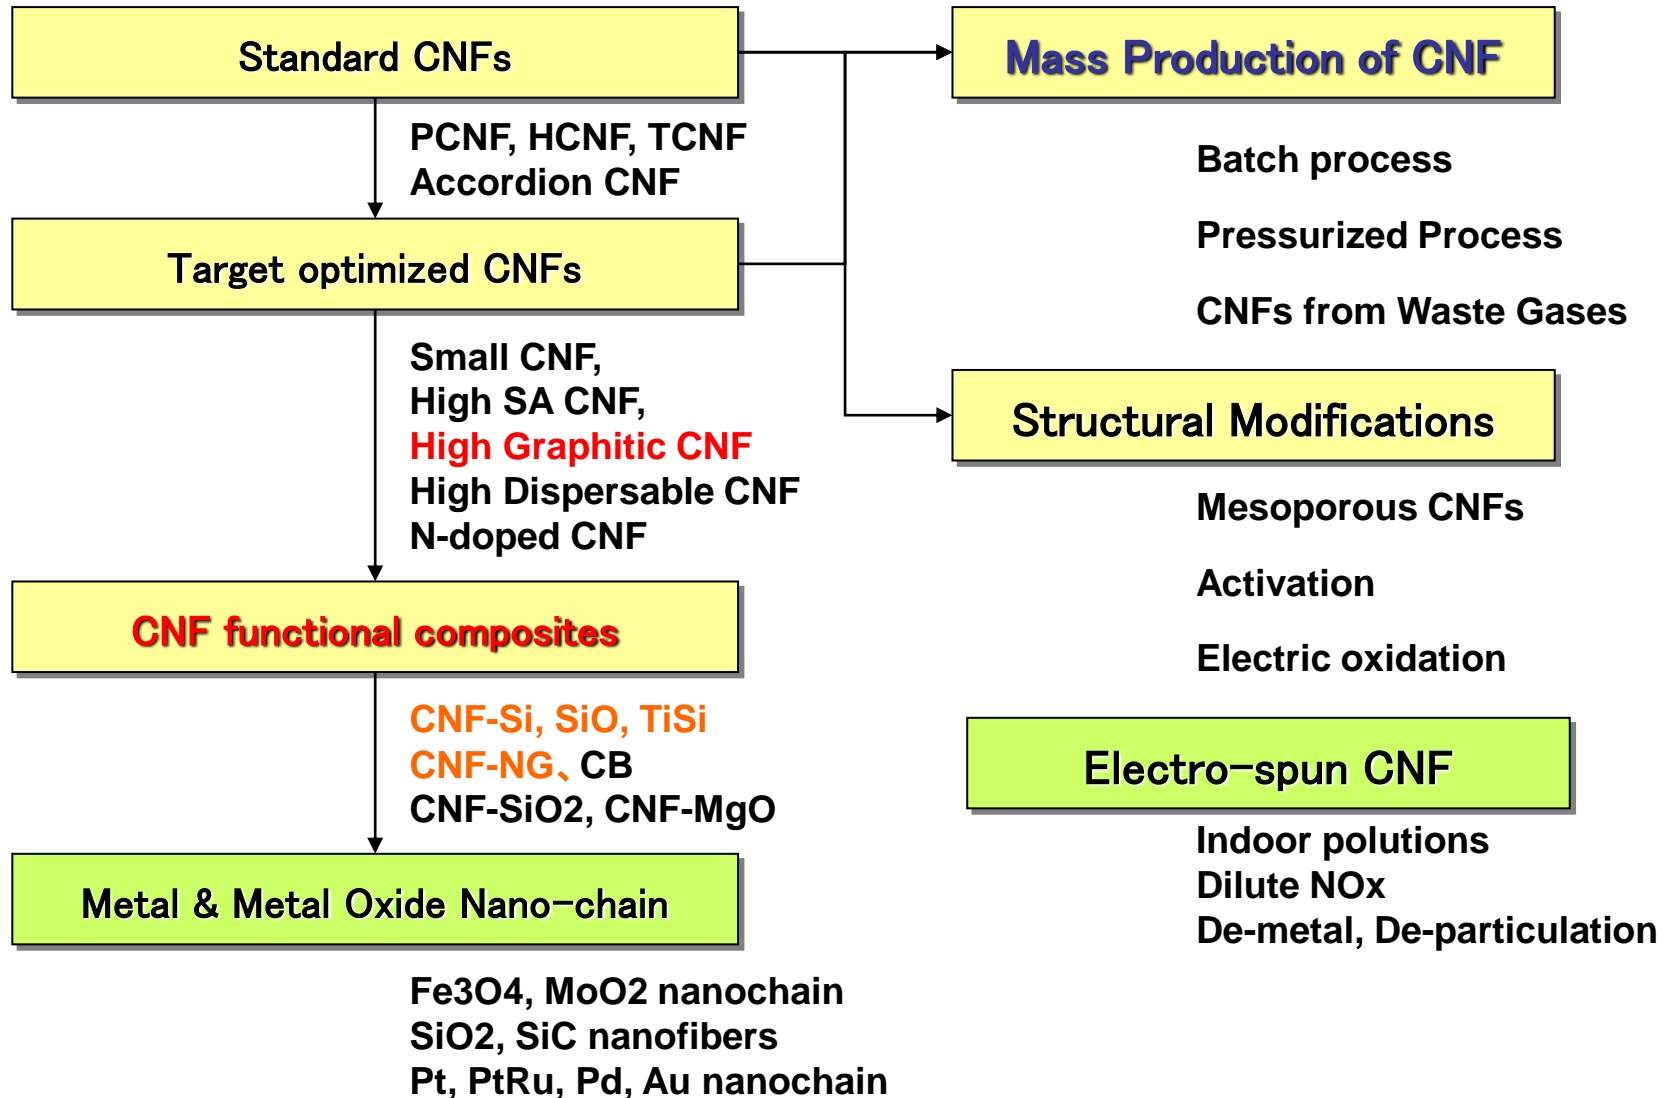 Standard CNFs
PCNF, HCNF, TCNF
Accordion CNF
Target optimized CNFs
Small CNF,
High SA CNF,
High Graphitic CNF
High Dispersable CNF
N-doped CNF
CNF functional composites
CNF-Si, SiO, TiSi
CNF-NG、CB
CNF-SiO2, CNF-MgO
Metal & Metal Oxide Nano-chain
Fe3O4, MoO2 nanochain
SiO2, SiC nanofibers
Pt, PtRu, Pd, Au nanochain
Mass Production of CNF
Batch process
Pressurized Process
CNFs from Waste Gases
Structural Modifications
Mesoporous CNFs
Activation
Electric oxidation
Electro-spun CNF
Indoor polutions
Dilute NOx
De-metal, De-particulation